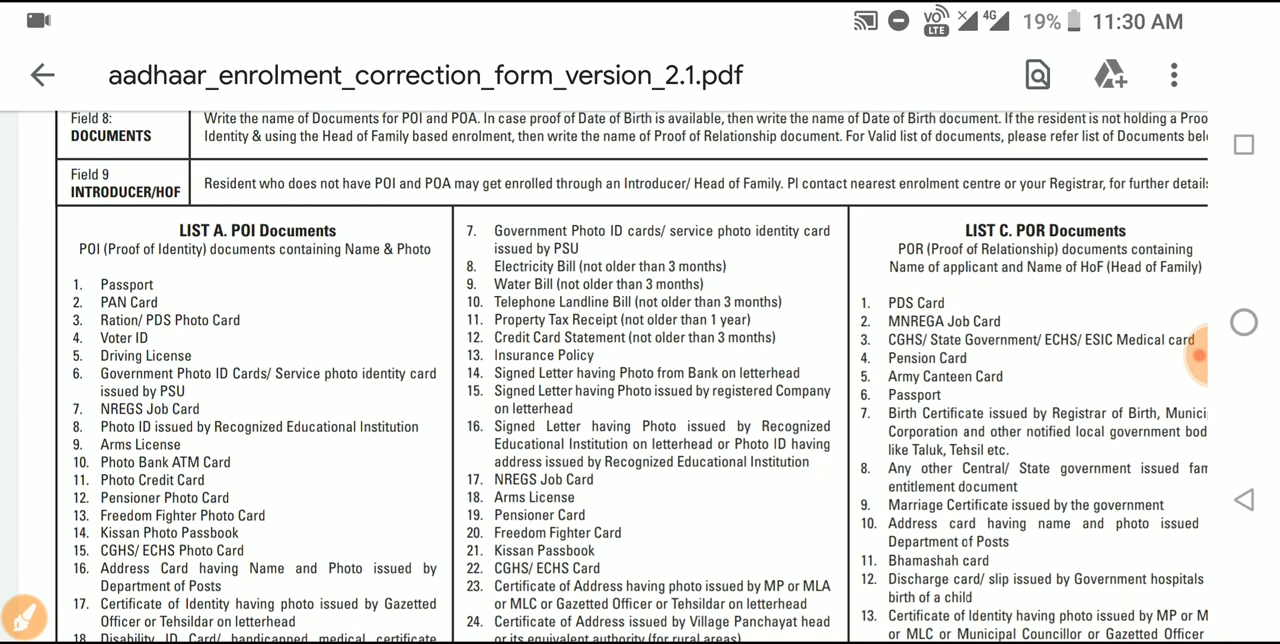 VO
LTE
4G
19%
11:30 AM
aadhaar_enrolment_correction_form_version_2.1.pdf
Field 8:
DOCUMENTS
Write the name of Documents for POI and POA. In case proof of Date of Birth is available, then write the name of Date of Birth document. If the resident is not holding a Proo
Identity & using the Head of Family based enrolment, then write the name of Proof of Relationship document. For Valid list of documents, please refer list of Documents bel
Field 9
INTRODUCER/HOF
Resident who does not have POI and POA may get enrolled through an Introducer/ Head of Family. Pl contact nearest enrolment centre or your Registrar, for further details
LIST A. POI Documents
POI (Proof of Identity) documents containing Name & Photo
1. Passport
2. PAN Card
3. Ration/ PDS Photo Card
4. Voter ID
5. Driving License
6. Government Photo ID Cards/ Service photo identity card
issued by PSU
7. NREGS Job Card
8. Photo ID issued by Recognized Educational Institution
9. Arms License
10. Photo Bank ATM Card
11. Photo Credit Card
12. Pensioner Photo Card
13. Freedom Fighter Photo Card
14. Kissan Photo Passbook
15. CGHS/ ECHS Photo Card
16. Address Card having Name and Photo issued by
Department of Posts
17. Certificate of Identity having photo issued by Gazetted
Officer or Tehsildar on letterhead
18. Disability ID Card/ handicapped medical certificate
7. Government Photo ID cards/ service photo identity card
issued by PSU
8. Electricity Bill (not older than 3 months)
9. Water Bill (not older than 3 months)
10. Telephone Landline Bill (not older than 3 months)
11. Property Tax Receipt (not older than 1 year)
12. Credit Card Statement (not older than 3 months)
13. Insurance Policy
14. Signed Letter having Photo from Bank on letterhead
15. Signed Letter having Photo issued by registered Company
on letterhead
16. Signed Letter having Photo issued by Recognized
Educational Institution on letterhead or Photo ID having
address issued by Recognized Educational Institution
17. NREGS Job Card
18. Arms License
19. Pensioner Card
20. Freedom Fighter Card
21. Kissan Passbook
22. CGHS/ ECHS Card
23. Certificate of Address having photo issued by MP or MLA
or MLC or Gazetted Officer or Tehsildar on letterhead
24. Certificate of Address issued by Village Panchayat head
or its equivalent authority (for rural areas)
LIST C. POR Documents
POR (Proof of Relationship) documents containing
Name of applicant and Name of HoF (Head of Family)
1. PDS Card
2. MNREGA Job Card
3. CGHS/ State Government/ ECHS/ ESIC Medical card
4. Pension Card
5. Army Canteen Card
6. Passport
7. Birth Certificate issued by Registrar of Birth, Munici
Corporation and other notified local government bod
like Taluk, Tehsil etc.
8. Any other Central/ State government issued fam
entitlement document
9. Marriage Certificate issued by the government
10. Address card having name and photo issued
Department of Posts
11. Bhamashah card
12. Discharge card/ slip issued by Government hospitals
birth of a child
13. Certificate of Identity having photo issued by MP or M
or MLC or Municipal Councillor or Gazetted Officer